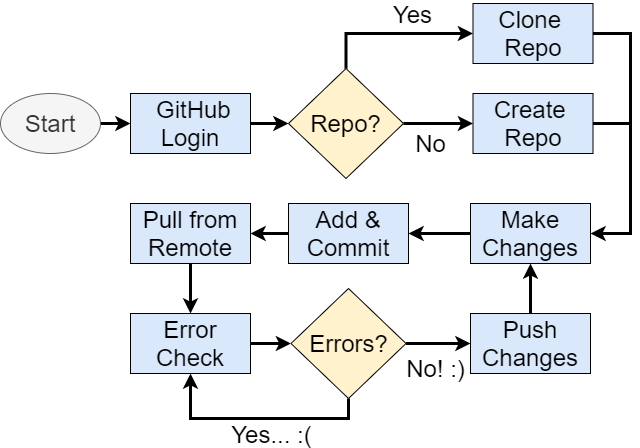 Yes
Clone
Repo
Start
GitHub
Login
Repo?
No
Create
Repo
Pull from
Remote
Add &
Commit
Make
Changes
Error
Check
Errors?
No! :)
Push
Changes
Yes... :(